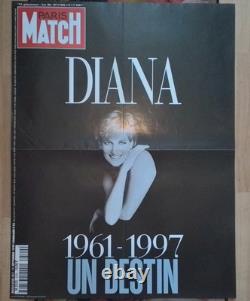 PARIS
MATCH
DIANA
1961-1997
UN DESTIN